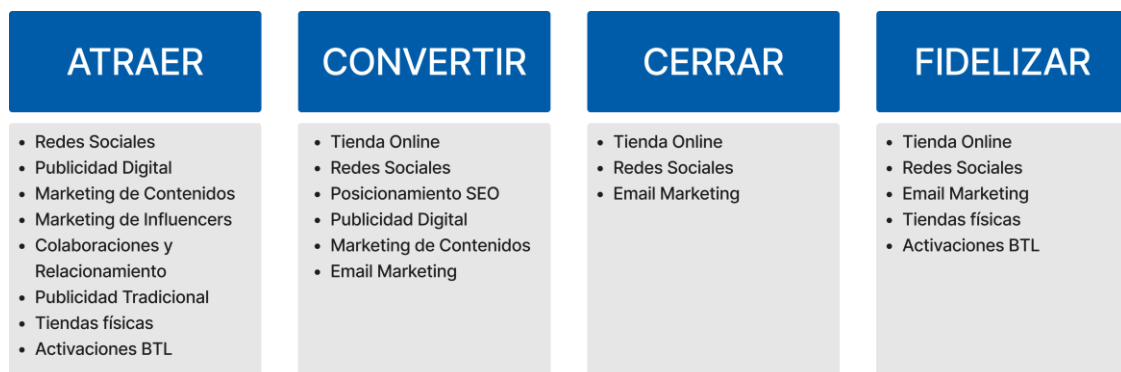 ATRAER
• Redes Sociales
• Publicidad Digital
• Marketing de Contenidos
• Marketing de Influencers
• Colaboraciones y
Relacionamiento
• Publicidad Tradicional
• Tiendas físicas
• Activaciones BTL
CONVERTIR
• Tienda Online
• Redes Sociales
• Posicionamiento SEO
• Publicidad Digital
• Marketing de Contenidos
• Email Marketing
CERRAR
• Tienda Online
• Redes Sociales
• Email Marketing
FIDELIZAR
• Tienda Online
• Redes Sociales
• Email Marketing
• Tiendas físicas
• Activaciones BTL